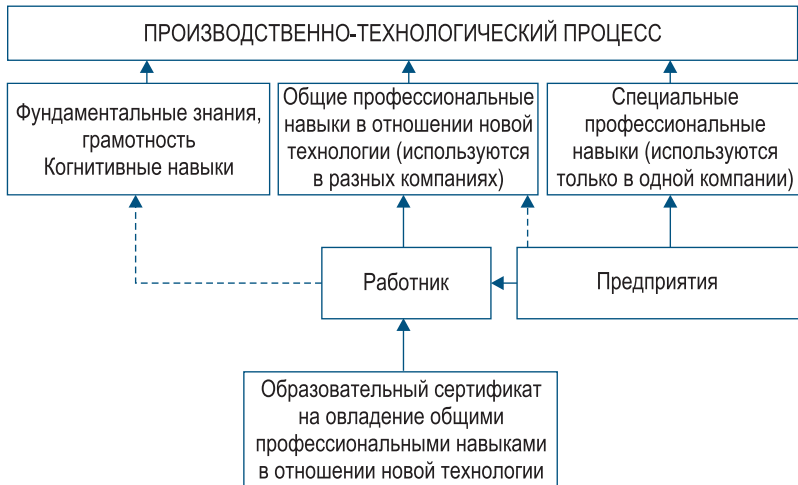 ПРОИЗВОДСТВЕННО-ТЕХНОЛОГИЧЕСКИЙ ПРОЦЕСС
Фундаментальные знания,
грамотность
Когнитивные навыки
Общие профессиональные
навыки в отношении новой
технологии (используются
в разных компаниях)
Специальные
профессиональные
навыки (используются
только в одной компании)
Работник
Предприятия
Образовательный сертификат
на овладение общими
профессиональными навыками
в отношении новой технологии